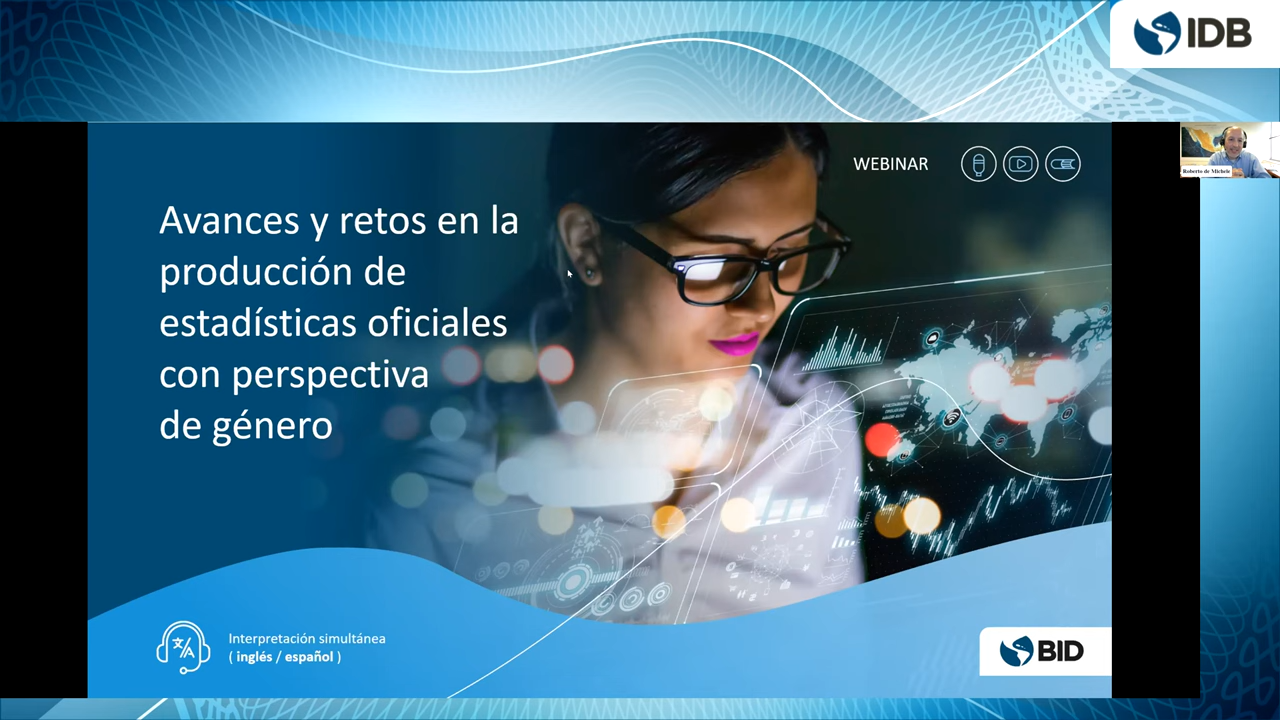 IDB
WEBINAR
Roberto de Michele
Avances y retos en la
producción de
estadísticas oficiales
con perspectiva
de género
Interpretación simultánea
( inglés / español )
BID